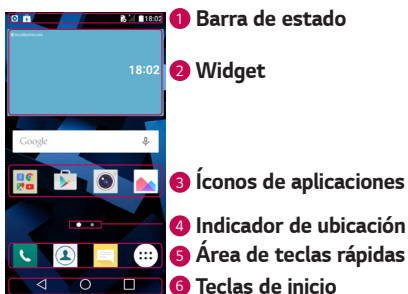 18:02
1 Barra de estado
18:02
2 Widget
Google
3 Íconos de aplicaciones
4 Indicador de ubicación
5 Área de teclas rápidas
6 Teclas de inicio